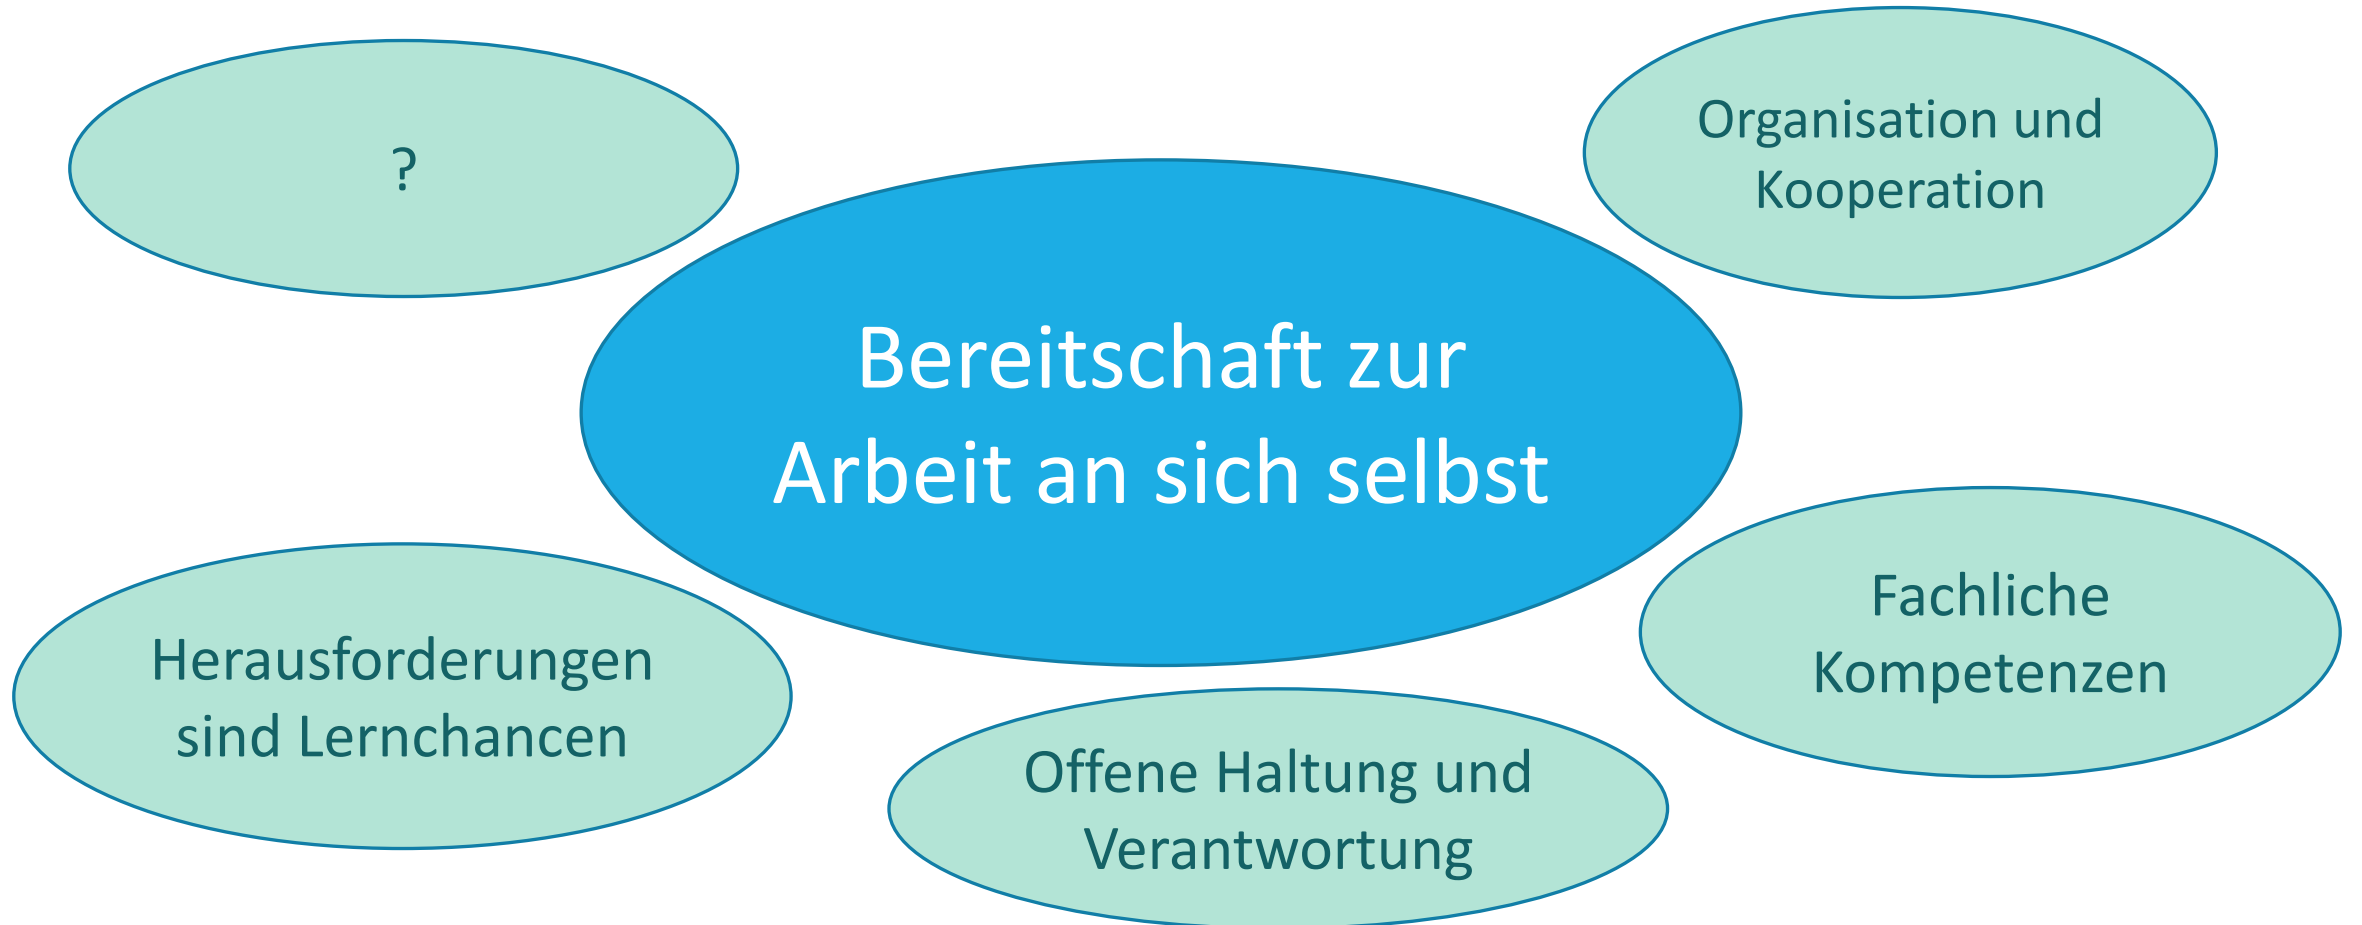 ?
Organisation und
Kooperation
Bereitschaft zur
Arbeit an sich selbst
Herausforderungen
sind Lernchancen
Fachliche
Kompetenzen
Offene Haltung und
Verantwortung